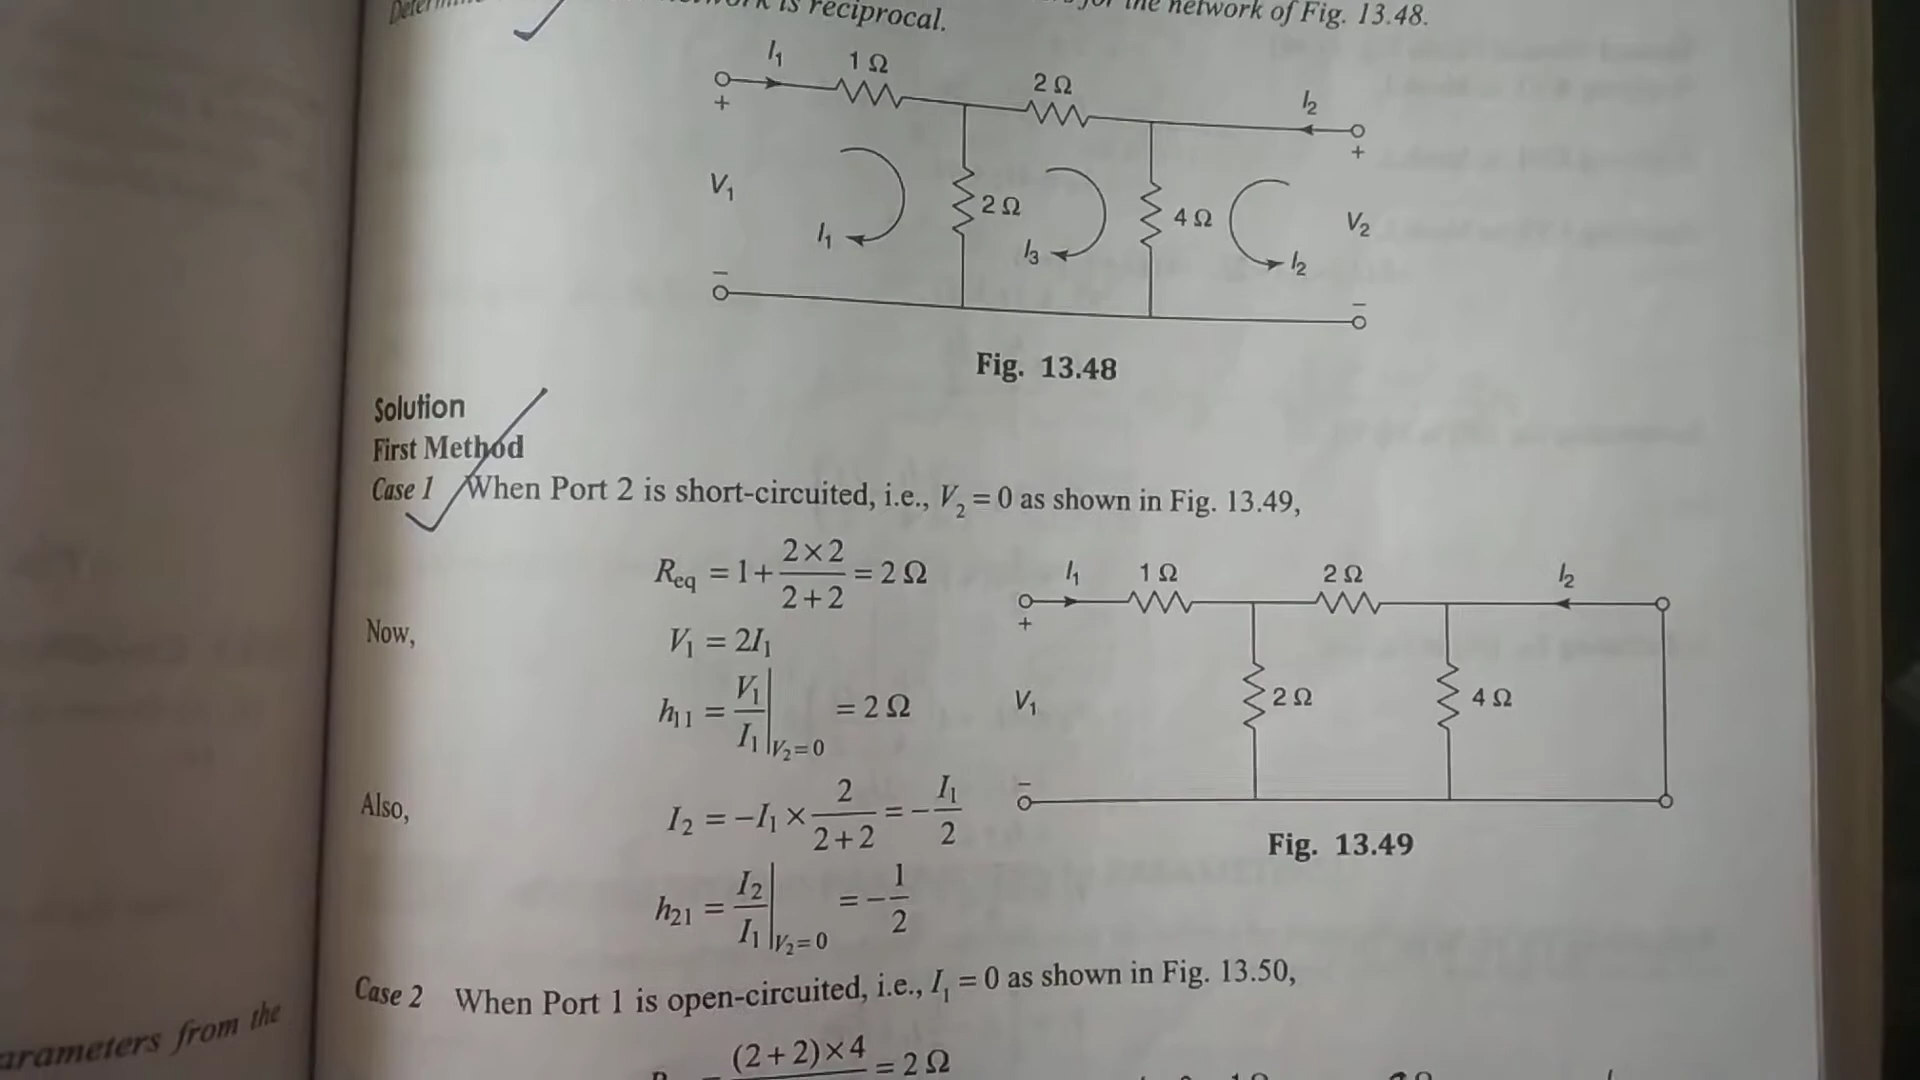 is reciprocal.
the network of Fig. 13.48.
I₁ 1 Ω 2 Ω I₂
+ +
V₁ 2 Ω 4 Ω V₂
I₁ I₃ I₂
– –
Fig. 13.48
Solution
First Method
Case 1 When Port 2 is short-circuited, i.e., V₂ = 0 as shown in Fig. 13.49,
R_eq = 1 + (2×2)/(2+2) = 2 Ω
Now, V₁ = 2I₁
h₁₁ = V₁/I₁ |V₂=0 = 2 Ω
Also, I₂ = –I₁ × 2/(2+2) = –I₁/2
h₂₁ = I₂/I₁ |V₂=0 = –1/2
I₁ 1 Ω 2 Ω I₂
+
V₁ 2 Ω 4 Ω
–
Fig. 13.49
Case 2 When Port 1 is open-circuited, i.e., I₁ = 0 as shown in Fig. 13.50,
(2+2)×4 = 2 Ω
arameters from the